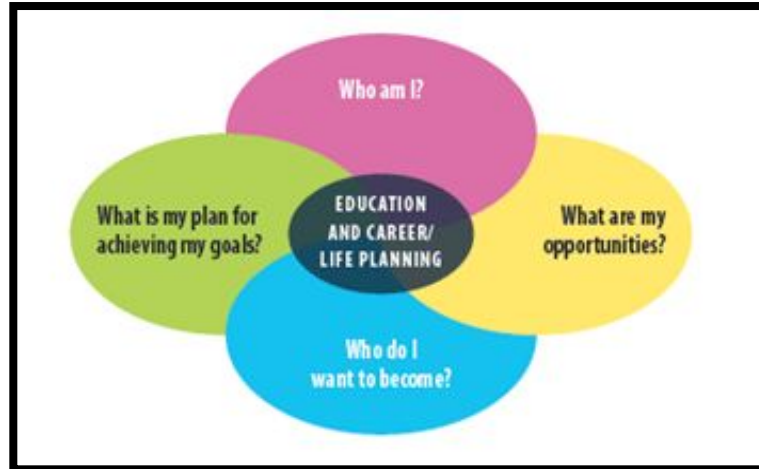 Who am I?
What is my plan for
achieving my goals?
EDUCATION
AND CAREER/
LIFE PLANNING
What are my
opportunities?
Who do I
want to become?